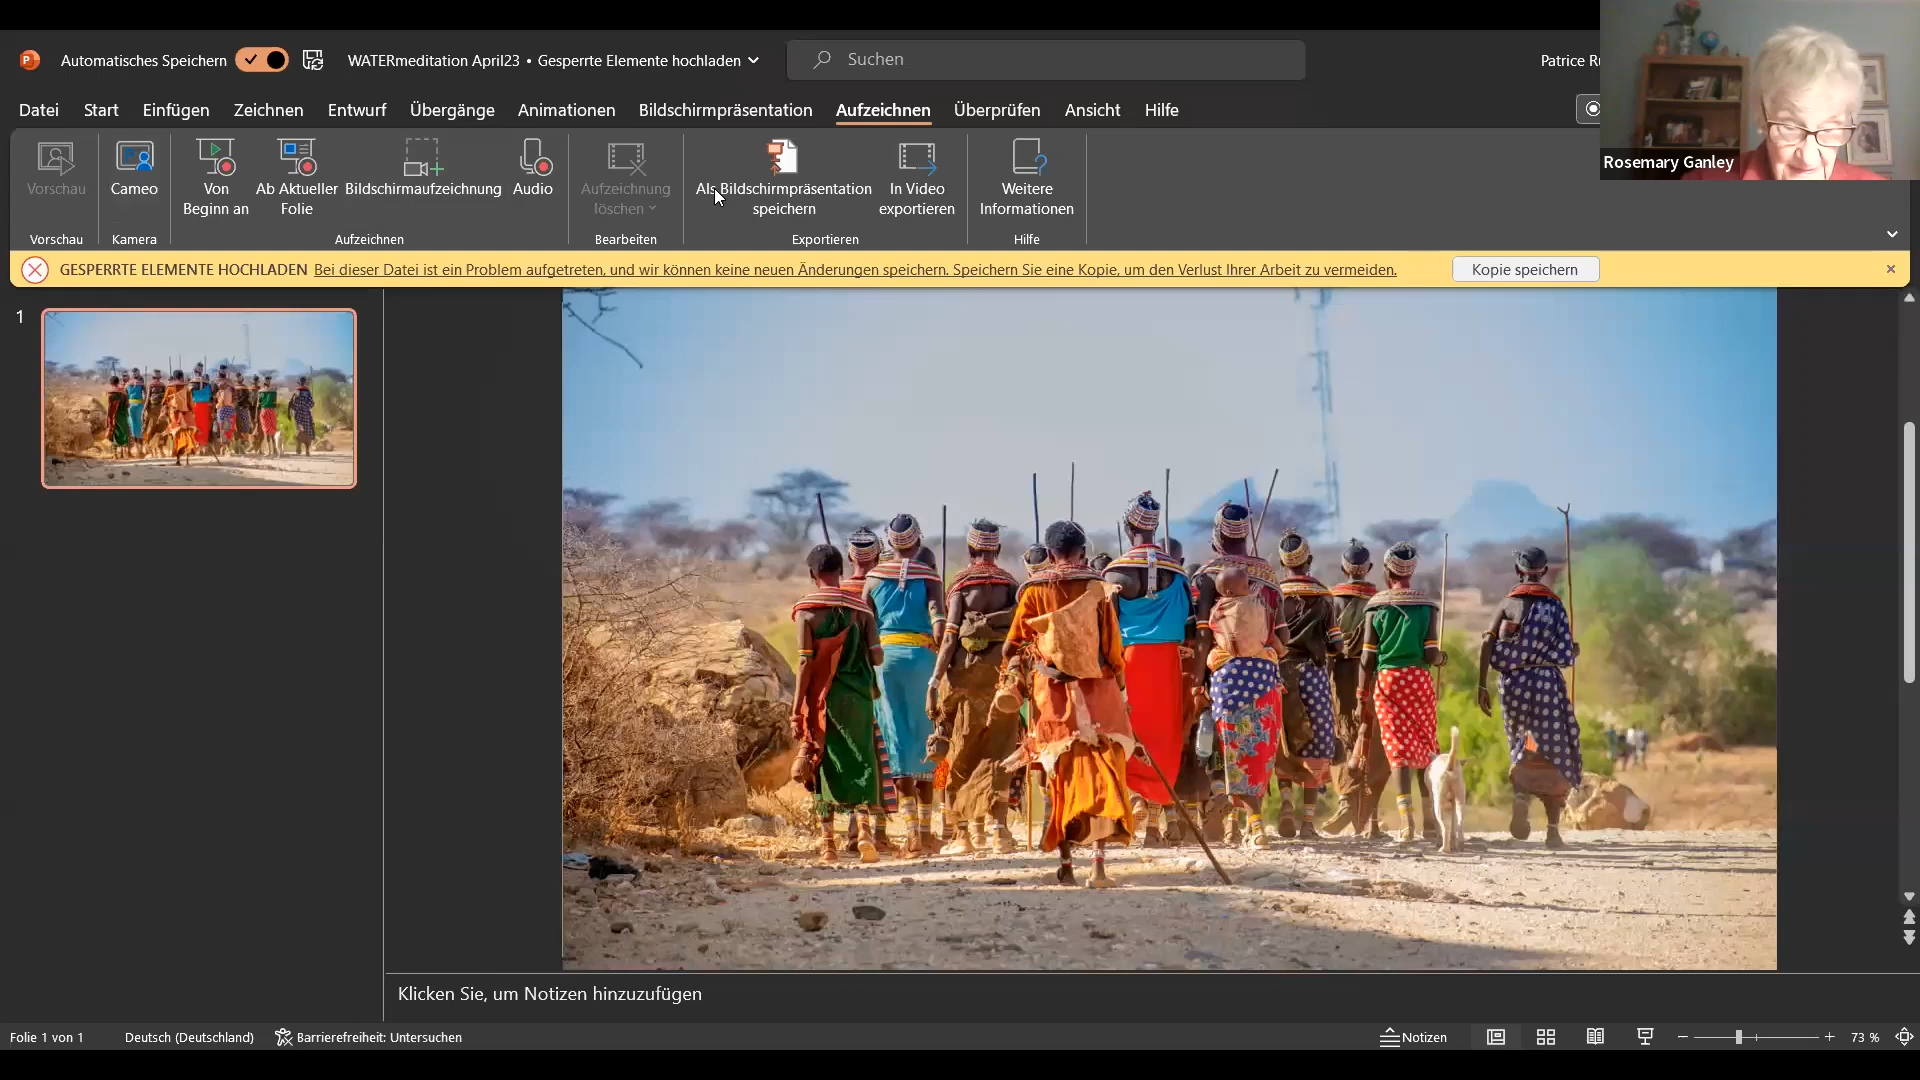 Automatisches Speichern
WATERmeditation April23 • Gesperrte Elemente hochladen
Suchen
Patrice
Datei Start Einfügen Zeichnen Entwurf Übergänge Animationen Bildschirmpräsentation Aufzeichnen Überprüfen Ansicht Hilfe
Rosemary Ganley
Vorschau
Cameo
Von
Beginn an
Ab Aktueller
Folie
Bildschirmaufzeichnung
Audio
Aufzeichnung
löschen
Als Bildschirmpräsentation
speichern
In Video
exportieren
Weitere
Informationen
Vorschau Kamera Aufzeichnen Bearbeiten Exportieren Hilfe
GESPERRTE ELEMENTE HOCHLADEN Bei dieser Datei ist ein Problem aufgetreten, und wir können keine neuen Änderungen speichern. Speichern Sie eine Kopie, um den Verlust Ihrer Arbeit zu vermeiden. Kopie speichern
1
Klicken Sie, um Notizen hinzuzufügen
Folie 1 von 1 Deutsch (Deutschland) Barrierefreiheit: Untersuchen Notizen 73 %